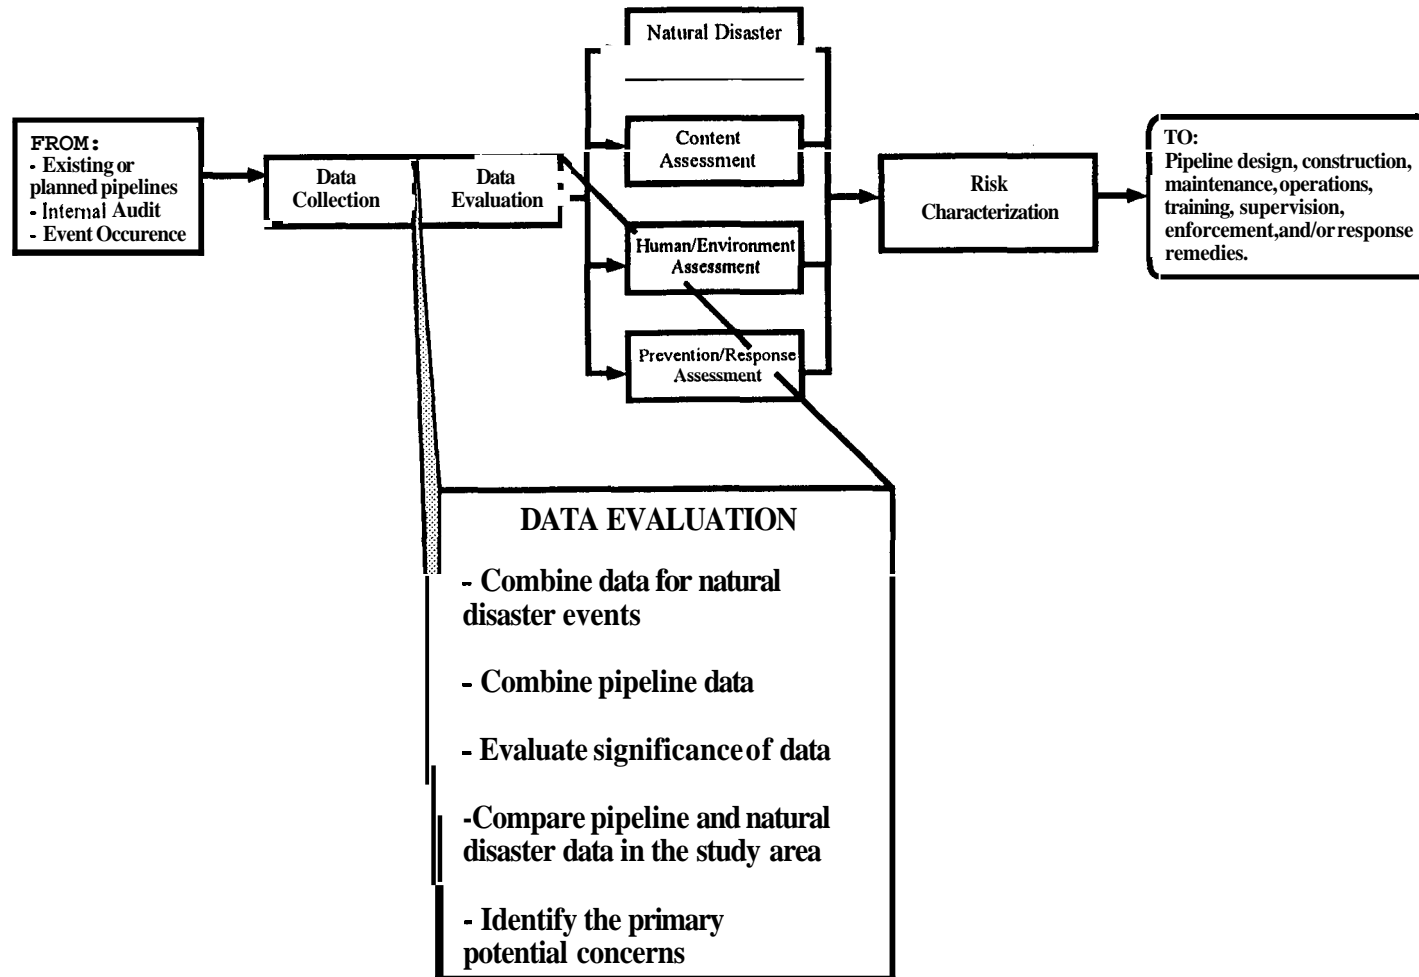 Natural Disaster
FROM:
- Existing or
planned pipelines
- Internal Audit
- Event Occurence
Data
Collection
Data
Evaluation
Content
Assessment
Human/Environment
Assessment
Prevention/Response
Assessment
Risk
Characterization
TO:
Pipeline design, construction,
maintenance, operations,
training, supervision,
enforcement,and/or response
remedies.
DATA EVALUATION
- Combine data for natural
disaster events
- Combine pipeline data
- Evaluate significance of data
-Compare pipeline and natural
disaster data in the study area
- Identify the primary
potential concerns